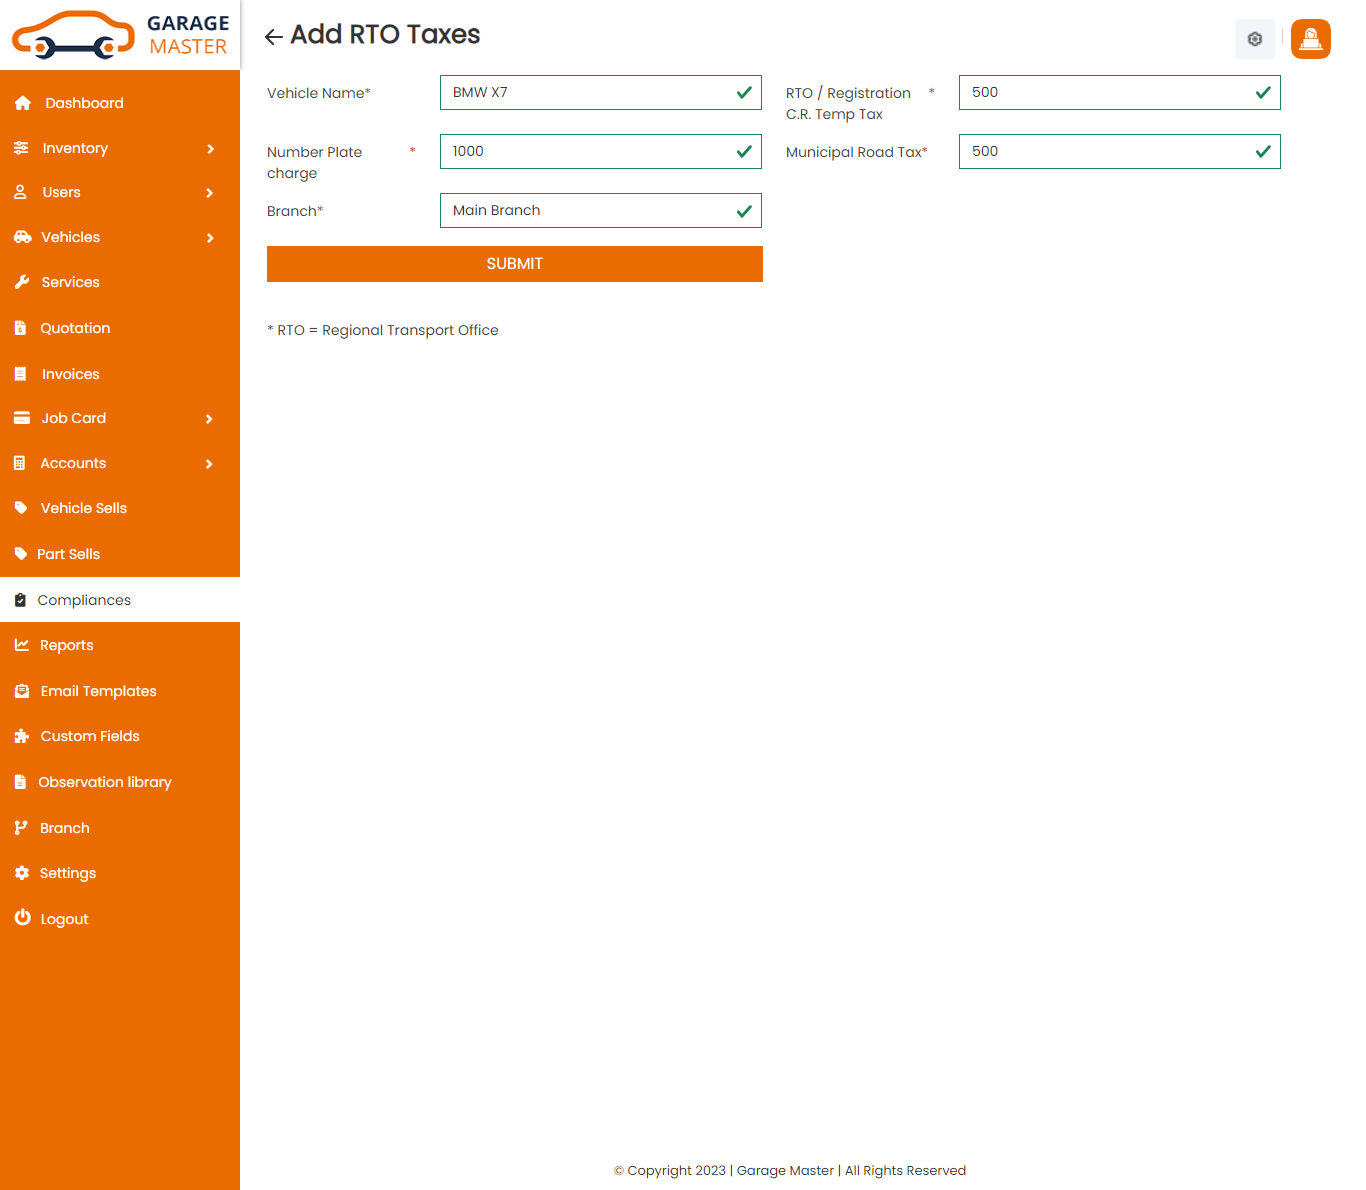 GARAGE
MASTER
Dashboard
Inventory
Users
Vehicles
Services
Quotation
Invoices
Job Card
Accounts
Vehicle Sells
Part Sells
Compliances
Reports
Email Templates
Custom Fields
Observation library
Branch
Settings
Logout
Add RTO Taxes
Vehicle Name*
BMW X7
RTO / Registration *
C.R. Temp Tax
500
Number Plate *
charge
1000
Municipal Road Tax*
500
Branch*
Main Branch
SUBMIT
* RTO = Regional Transport Office
© Copyright 2023 | Garage Master | All Rights Reserved